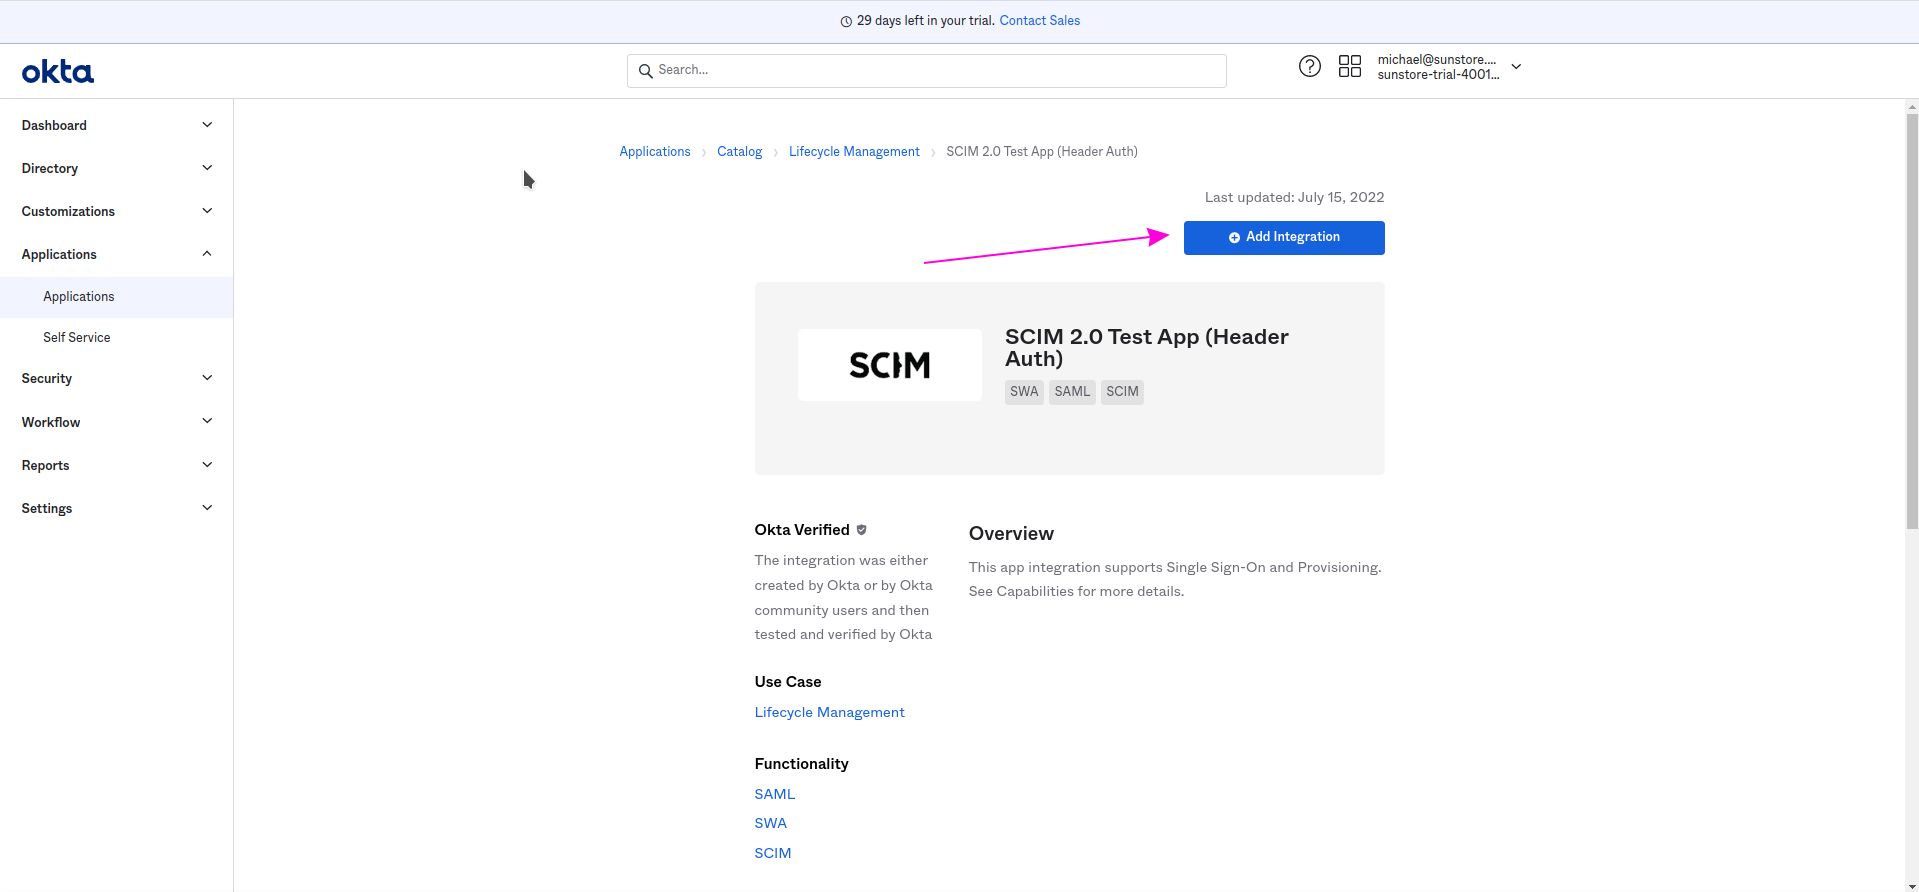 29 days left in your trial. Contact Sales
okta
Search...
michael@sunstore....
sunstore-trial-4001...
Dashboard
Directory
Customizations
Applications
Applications
Self Service
Security
Workflow
Reports
Settings
Applications › Catalog › Lifecycle Management › SCIM 2.0 Test App (Header Auth)
Last updated: July 15, 2022
Add Integration
SCIM
SCIM 2.0 Test App (Header
Auth)
SWA SAML SCIM
Okta Verified
The integration was either
created by Okta or by Okta
community users and then
tested and verified by Okta
Use Case
Lifecycle Management
Functionality
SAML
SWA
SCIM
Overview
This app integration supports Single Sign-On and Provisioning.
See Capabilities for more details.